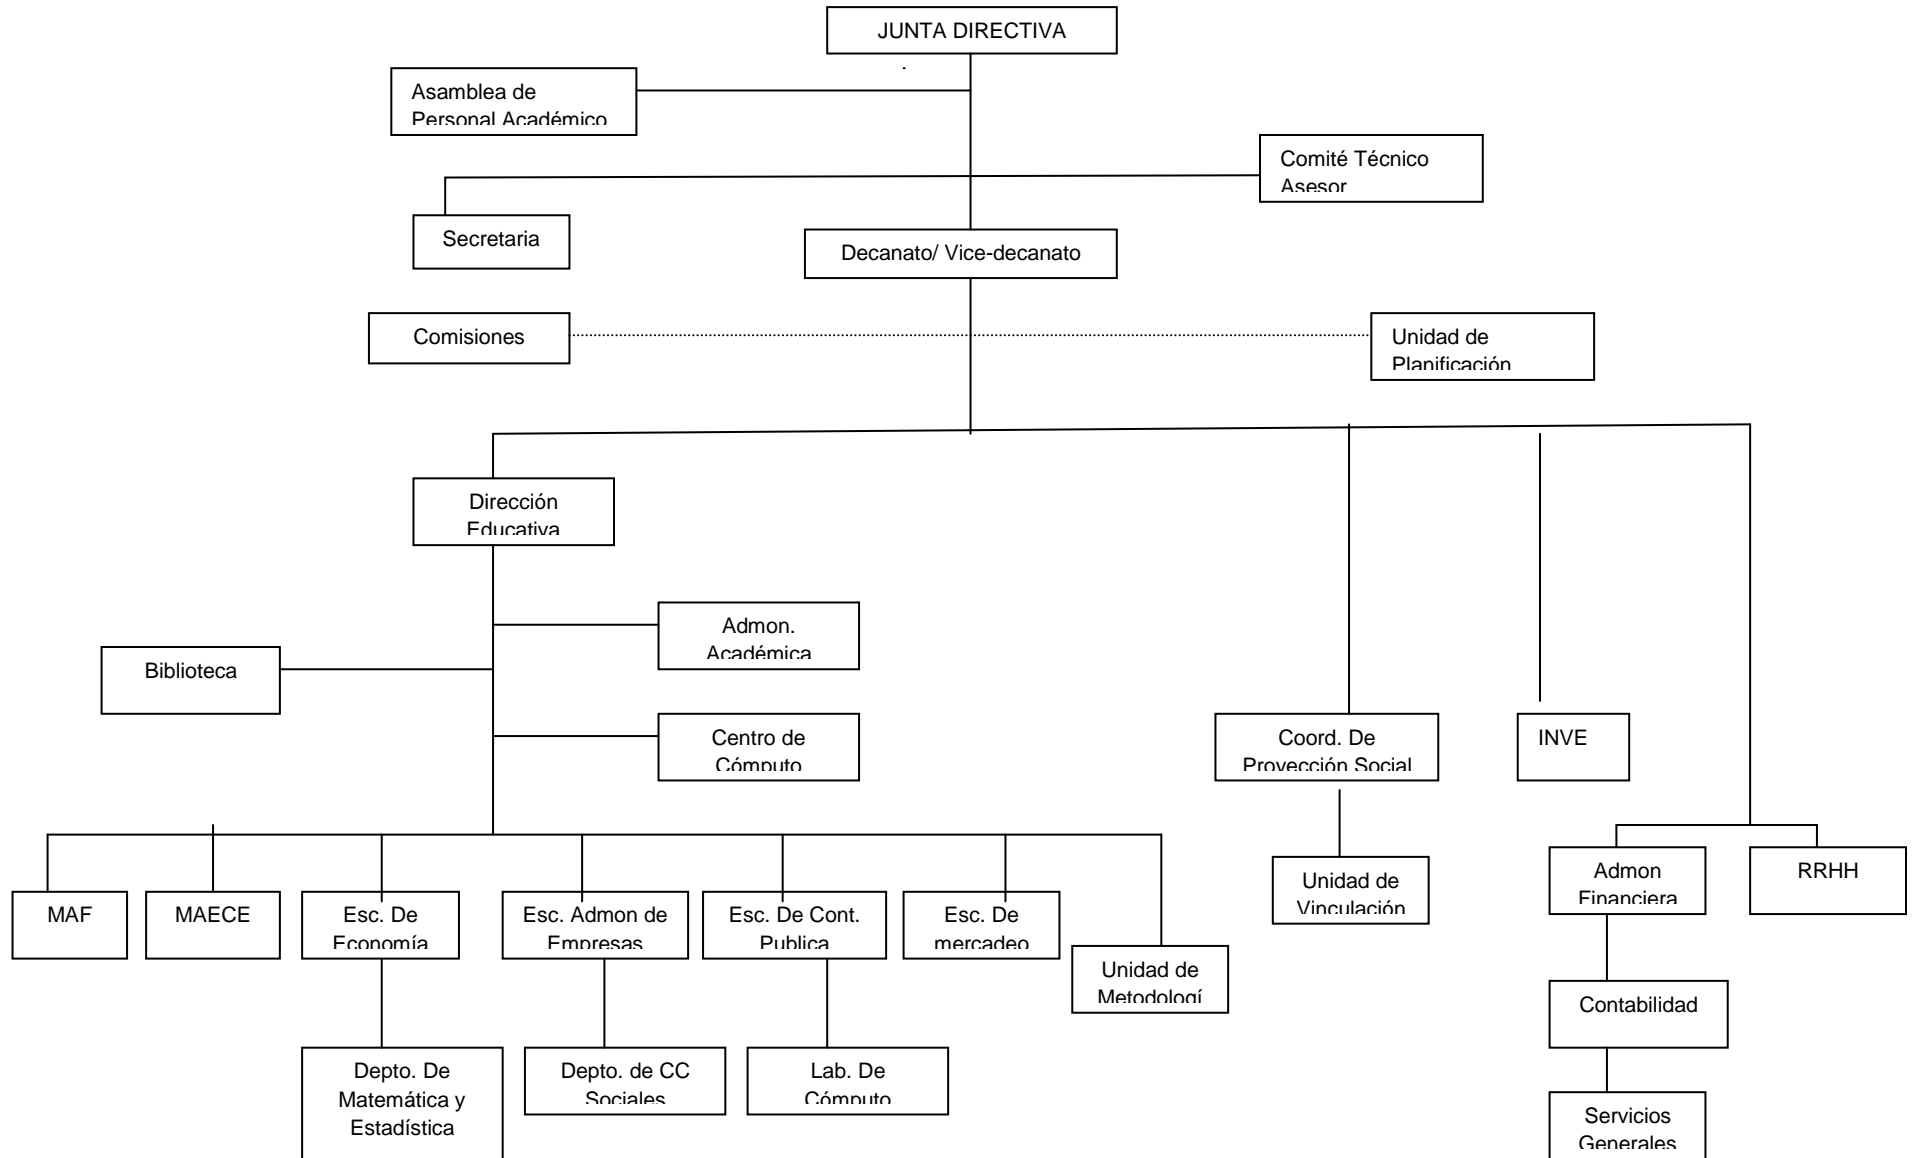 JUNTA DIRECTIVA
.
Asamblea de
Personal Académico
Comité Técnico
Asesor
Secretaria
Decanato/ Vice-decanato
Comisiones
Unidad de
Planificación
Dirección
Educativa
Admon.
Académica
Biblioteca
Centro de
Cómputo
Coord. De
Proyección Social
INVE
MAF
MAECE
Esc. De
Economía
Esc. Admon de
Empresas
Esc. De Cont.
Publica
Esc. De
mercadeo
Unidad de
Metodologí
Unidad de
Vinculación
Admon
Financiera
RRHH
Contabilidad
Depto. De
Matemática y
Estadística
Depto. de CC
Sociales
Lab. De
Cómputo
Servicios
Generales